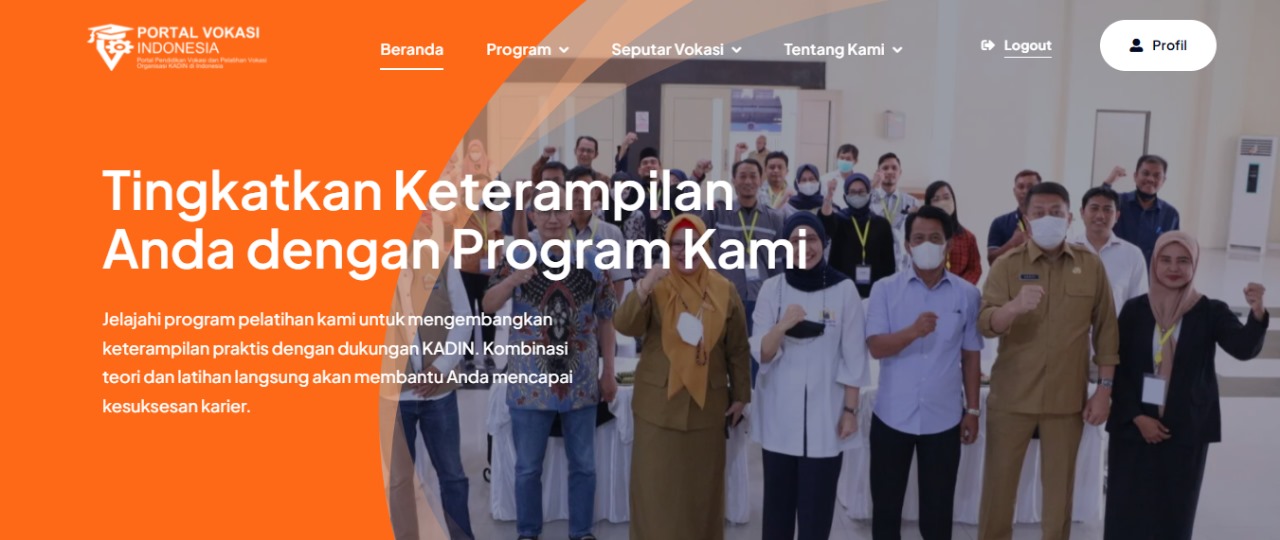 PORTAL VOKASI
INDONESIA
Portal Pendidikan Vokasi dan Pelatihan Vokasi
Organisasi KADIN di Indonesia
Beranda
Program
Seputar Vokasi
Tentang Kami
Logout
Profil
Tingkatkan Keterampilan
Anda dengan Program Kami
Jelajahi program pelatihan kami untuk mengembangkan
keterampilan praktis dengan dukungan KADIN. Kombinasi
teori dan latihan langsung akan membantu Anda mencapai
kesuksesan karier.